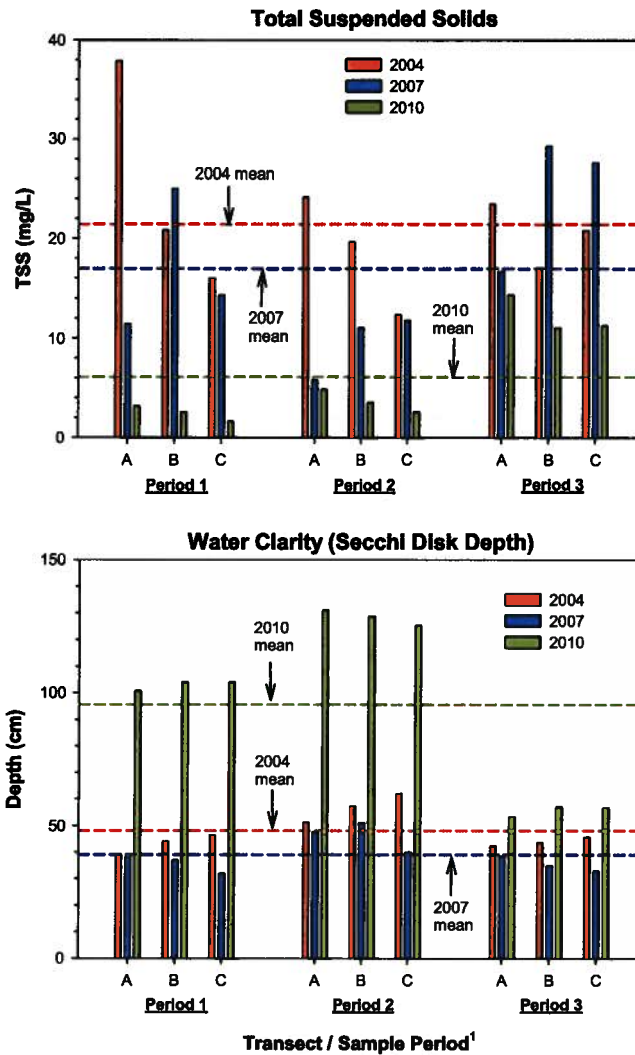 Total Suspended Solids
2004
2007
2010
40
30
20
10
0
TSS (mg/L)
2004 mean
2007
mean
2010
mean
A B C A B C A B C
Period 1 Period 2 Period 3
Water Clarity (Secchi Disk Depth)
2004
2007
2010
150
100
50
0
Depth (cm)
2010
mean
2004
mean
2007
mean
A B C A B C A B C
Period 1 Period 2 Period 3
Transect / Sample Period¹